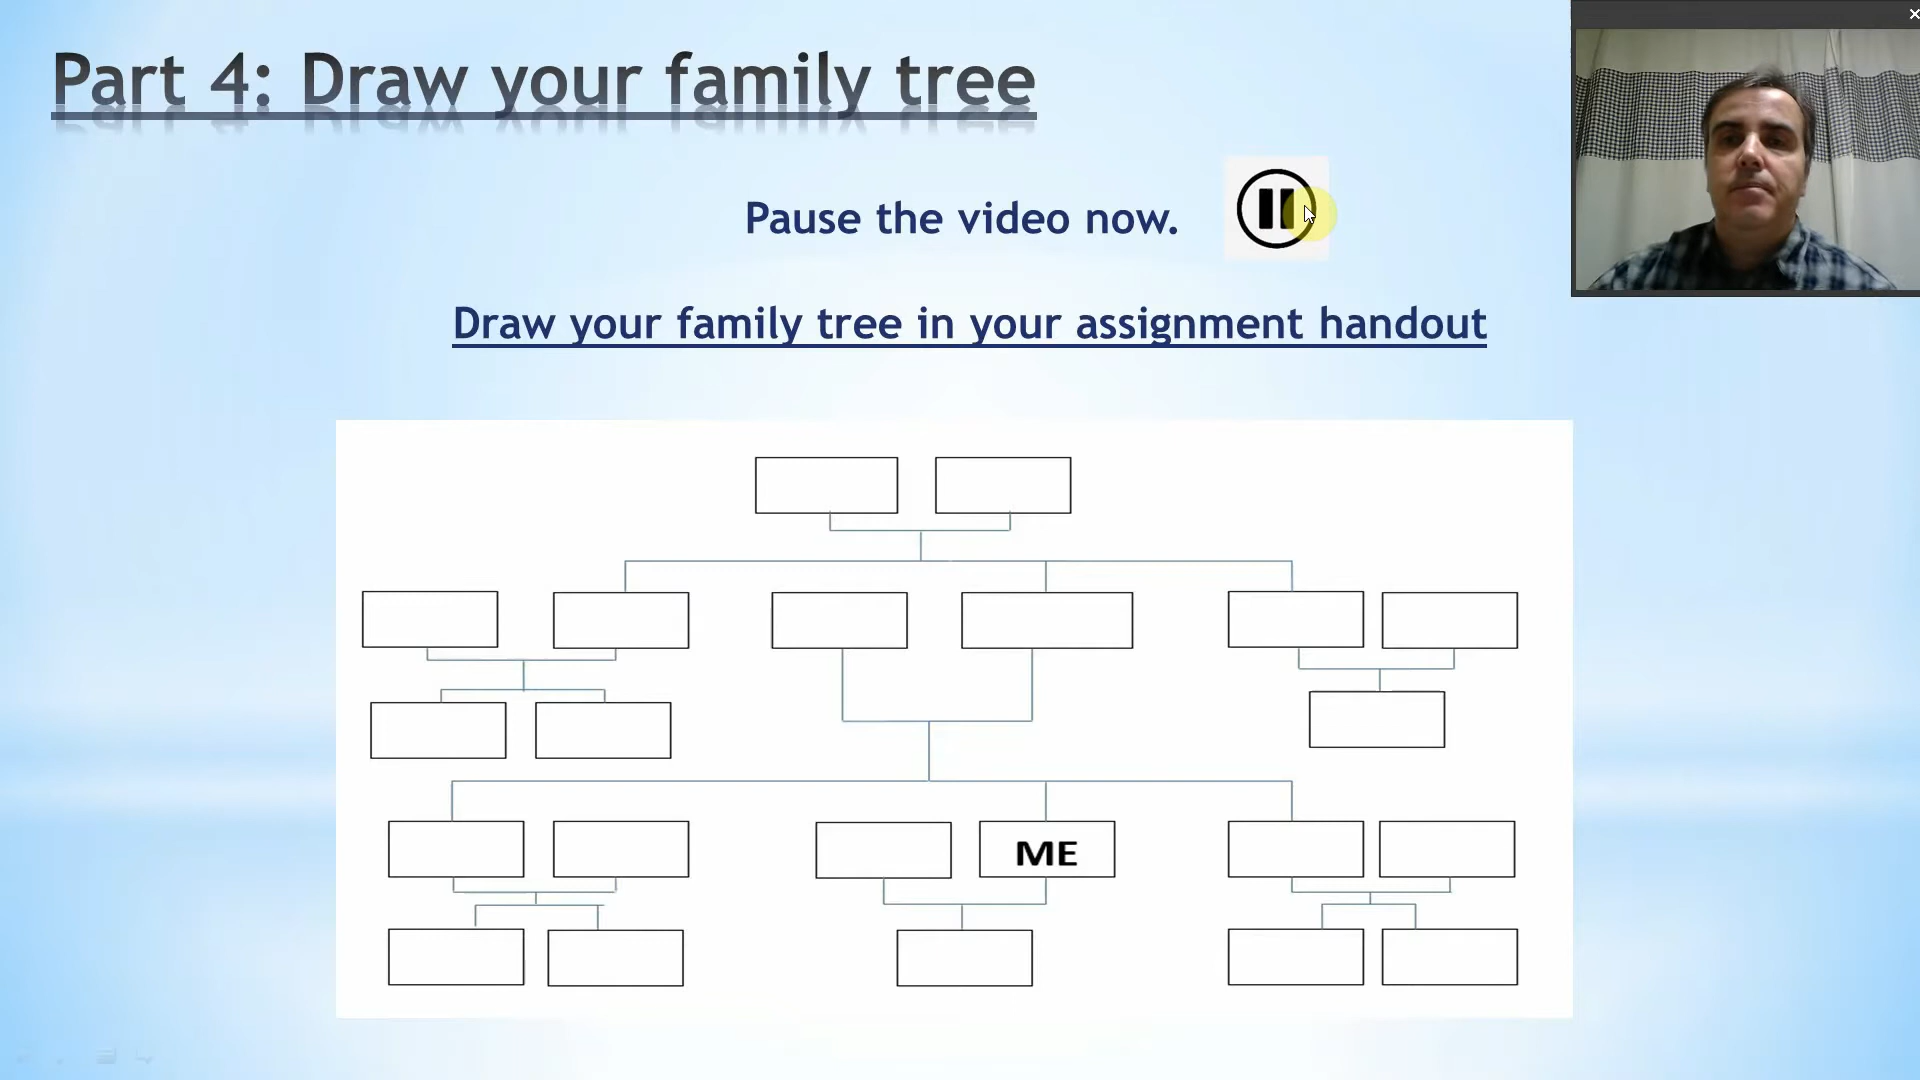 Part 4: Draw your family tree
Pause the video now.
Draw your family tree in your assignment handout
ME